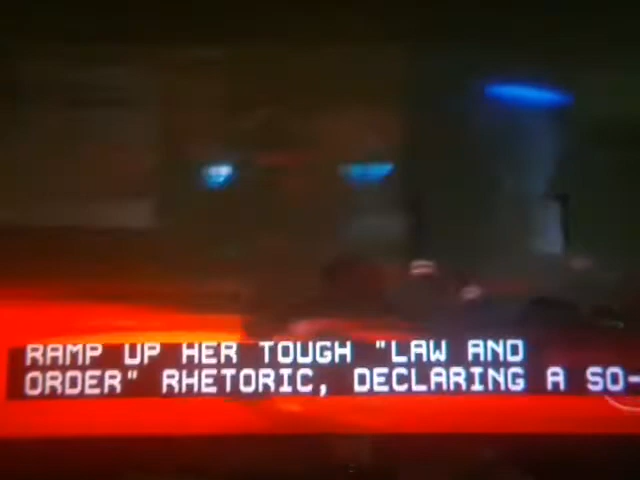 RAMP UP HER TOUGH "LAW AND
ORDER" RHETORIC, DECLARING A SO-